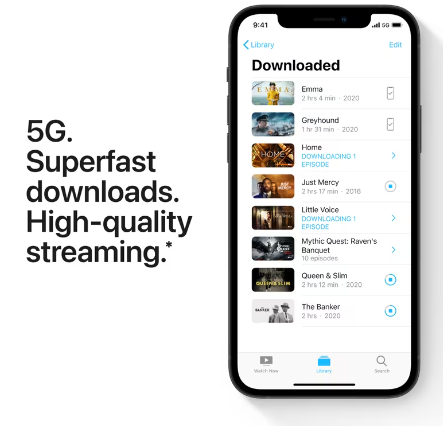 5G.
Superfast
downloads.
High-quality
streaming.*
9:41
5G
Library
Edit
Downloaded
EMMA.
Emma
2 hrs 4 min · 2020
Greyhound
1 hr 31 min · 2020
HOME
Home
DOWNLOADING 1
EPISODE
Just Mercy
2 hrs 17 min · 2016
Little Voice
DOWNLOADING 1
EPISODE
Mythic Quest: Raven's
Banquet
10 episodes
QUEEN & SLIM
Queen & Slim
2 hrs 12 min · 2020
BANKER
The Banker
2 hrs · 2020
Watch Now
Library
Search